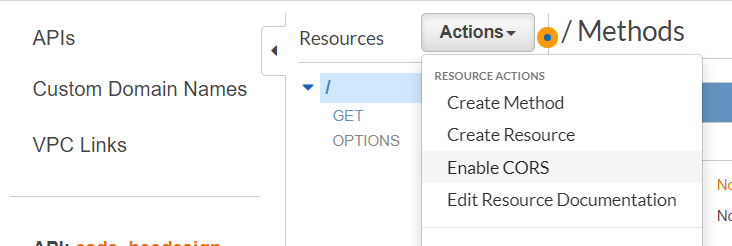 APIs
Custom Domain Names
VPC Links
API:
Resources
/
GET
OPTIONS
Actions
/ Methods
RESOURCE ACTIONS
Create Method
Create Resource
Enable CORS
Edit Resource Documentation
No
No